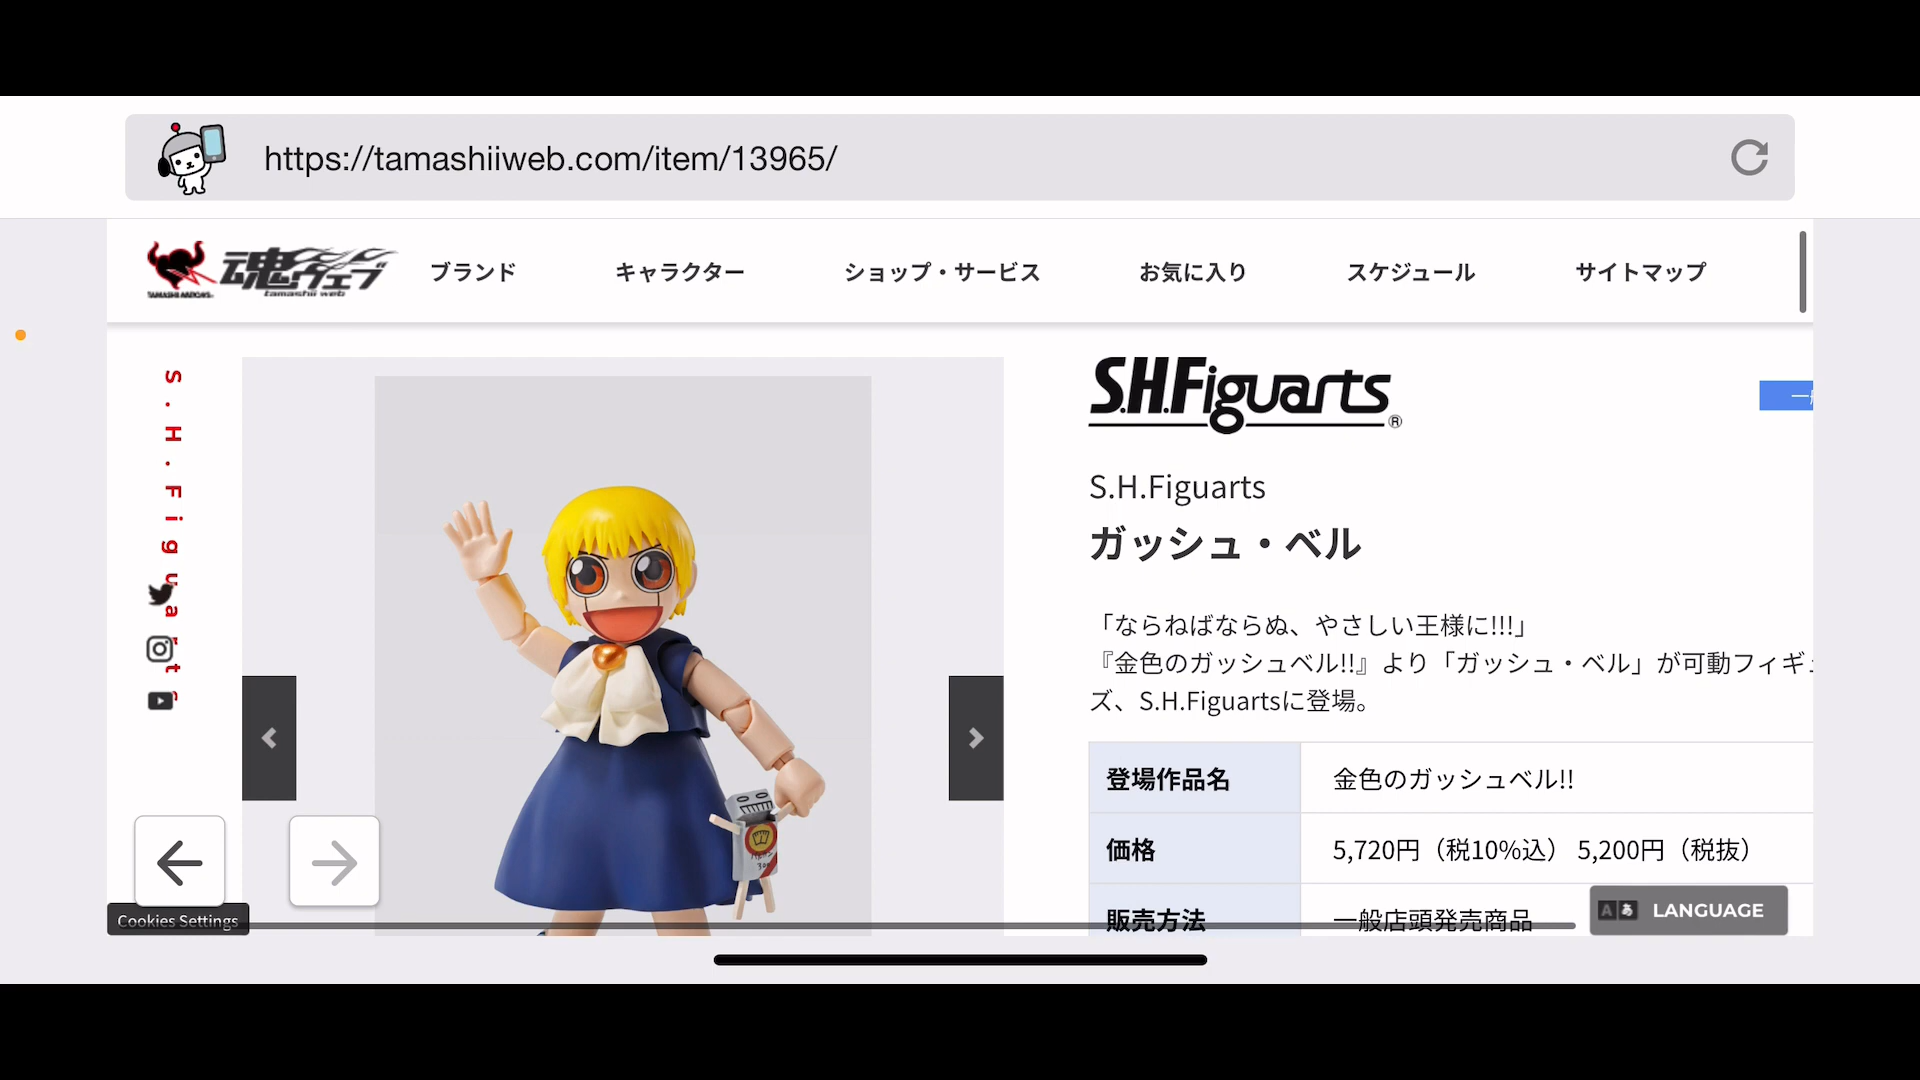 https://tamashiiweb.com/item/13965/
TAMASHII NATIONS
魂ウェブ
tamashii web
ブランド
キャラクター
ショップ・サービス
お気に入り
スケジュール
サイトマップ
S.H.Figuarts
S.H.Figuarts®
S.H.Figuarts
ガッシュ・ベル
「ならねばならぬ、やさしい王様に!!!」
『金色のガッシュベル!!』より「ガッシュ・ベル」が可動フィギュ
ズ、S.H.Figuartsに登場。
登場作品名
金色のガッシュベル!!
価格
5,720円（税10%込） 5,200円（税抜）
販売方法
一般店頭発売商品
Cookies Settings
Aあ LANGUAGE